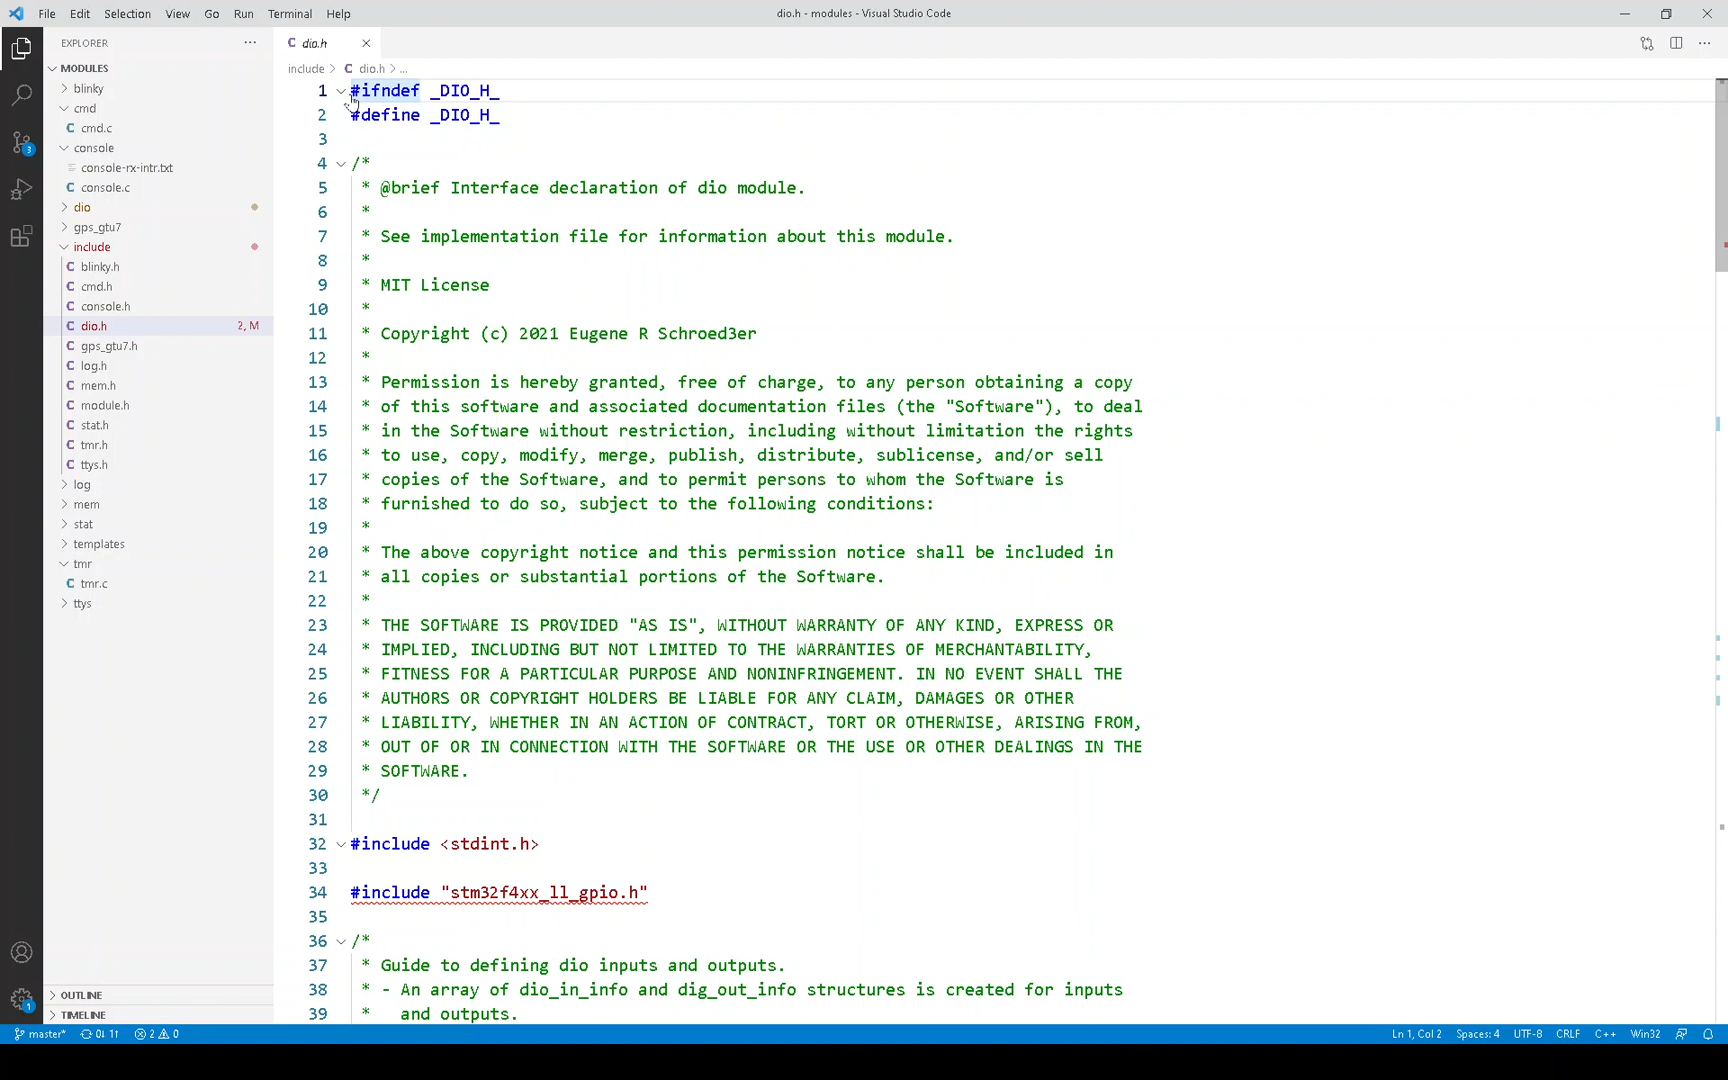 File Edit Selection View Go Run Terminal Help
dio.h - modules - Visual Studio Code
EXPLORER
MODULES
blinky
cmd
cmd.c
console
console-rx-intr.txt
console.c
dio
gps_gtu7
include
blinky.h
cmd.h
console.h
dio.h 2, M
gps_gtu7.h
log.h
mem.h
module.h
stat.h
tmr.h
ttys.h
log
mem
stat
templates
tmr
tmr.c
ttys
OUTLINE
TIMELINE
3
1
dio.h
include > dio.h > ...
1 #ifndef _DIO_H_
2 #define _DIO_H_
3
4 /*
5 * @brief Interface declaration of dio module.
6 *
7 * See implementation file for information about this module.
8 *
9 * MIT License
10 *
11 * Copyright (c) 2021 Eugene R Schroed3er
12 *
13 * Permission is hereby granted, free of charge, to any person obtaining a copy
14 * of this software and associated documentation files (the "Software"), to deal
15 * in the Software without restriction, including without limitation the rights
16 * to use, copy, modify, merge, publish, distribute, sublicense, and/or sell
17 * copies of the Software, and to permit persons to whom the Software is
18 * furnished to do so, subject to the following conditions:
19 *
20 * The above copyright notice and this permission notice shall be included in
21 * all copies or substantial portions of the Software.
22 *
23 * THE SOFTWARE IS PROVIDED "AS IS", WITHOUT WARRANTY OF ANY KIND, EXPRESS OR
24 * IMPLIED, INCLUDING BUT NOT LIMITED TO THE WARRANTIES OF MERCHANTABILITY,
25 * FITNESS FOR A PARTICULAR PURPOSE AND NONINFRINGEMENT. IN NO EVENT SHALL THE
26 * AUTHORS OR COPYRIGHT HOLDERS BE LIABLE FOR ANY CLAIM, DAMAGES OR OTHER
27 * LIABILITY, WHETHER IN AN ACTION OF CONTRACT, TORT OR OTHERWISE, ARISING FROM,
28 * OUT OF OR IN CONNECTION WITH THE SOFTWARE OR THE USE OR OTHER DEALINGS IN THE
29 * SOFTWARE.
30 */
31
32 #include <stdint.h>
33
34 #include "stm32f4xx_ll_gpio.h"
35
36 /*
37 * Guide to defining dio inputs and outputs.
38 * - An array of dio_in_info and dig_out_info structures is created for inputs
39 *   and outputs.
master* 0↓ 1↑ 2 0
Ln 1, Col 2 Spaces: 4 UTF-8 CRLF C++ Win32